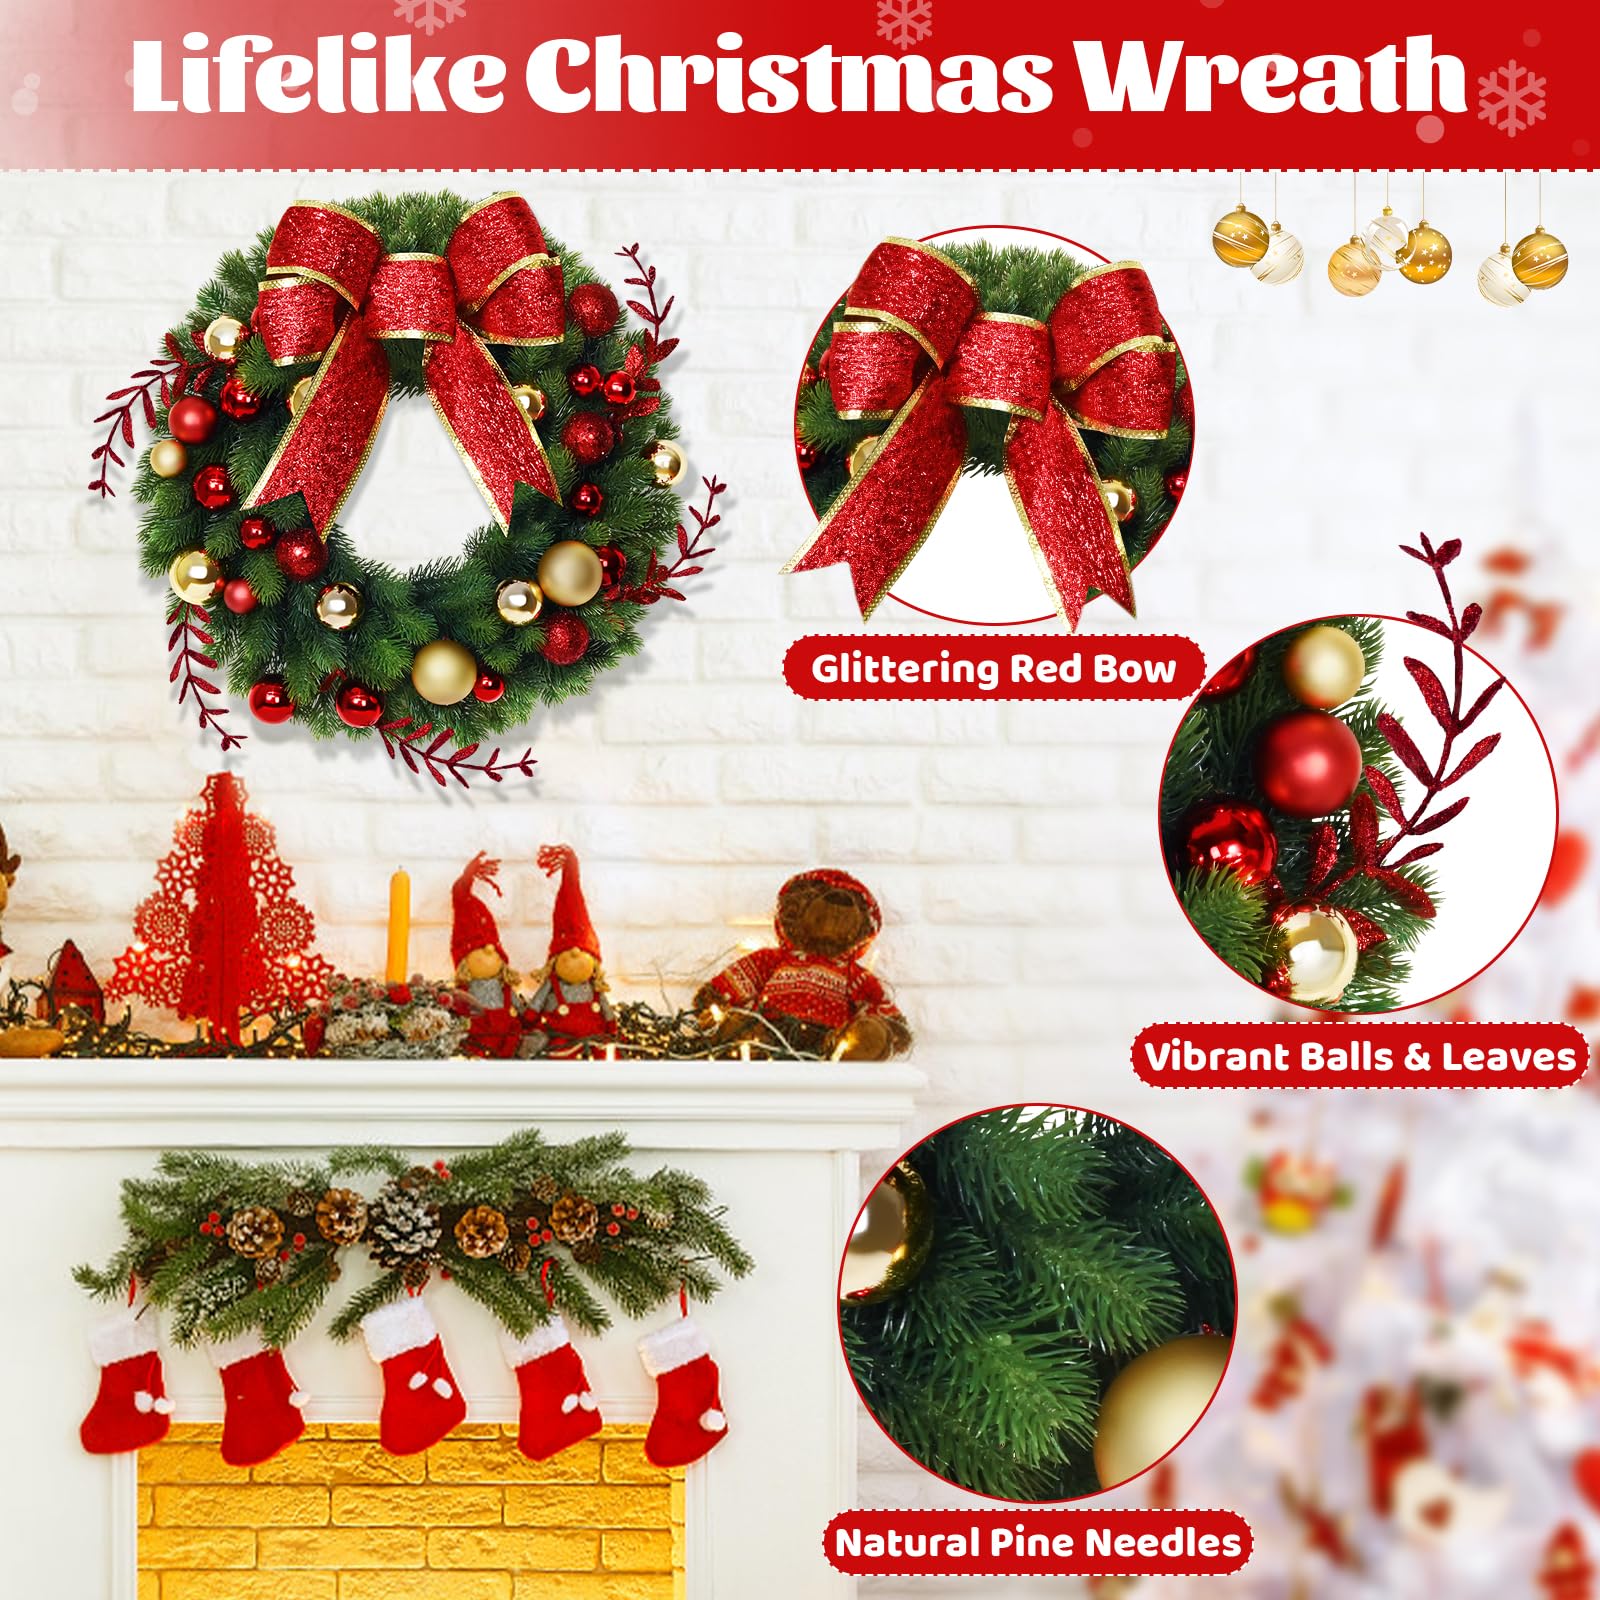 Lifelike Christmas Wreath
Glittering Red Bow
Vibrant Balls & Leaves
Natural Pine Needles